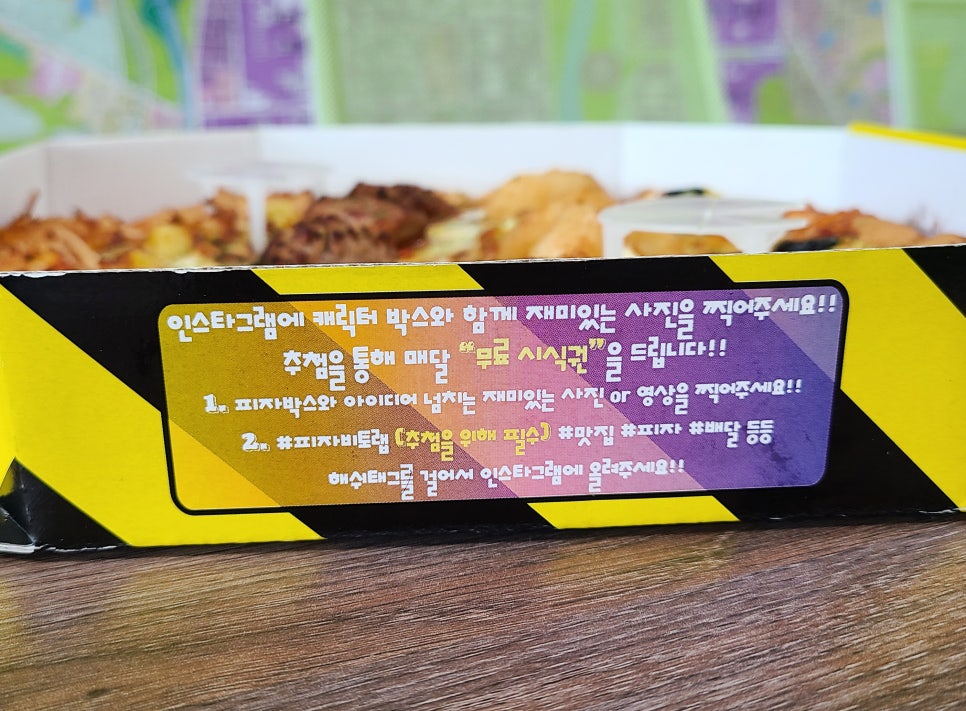 인스타그램에 캐릭터 박스와 함께 재미있는 사진을 찍어주세요!!
추첨을 통해 매달 “무료 시식권”을 드립니다!!
1. 피자박스와 아이디어 넘치는 재미있는 사진 or 영상을 찍어주세요!!
2. #피자비토랩 (추첨을 위해 필수) #맛집 #피자 #배달 등등
해쉬태그를 걸어서 인스타그램에 올려주세요!!